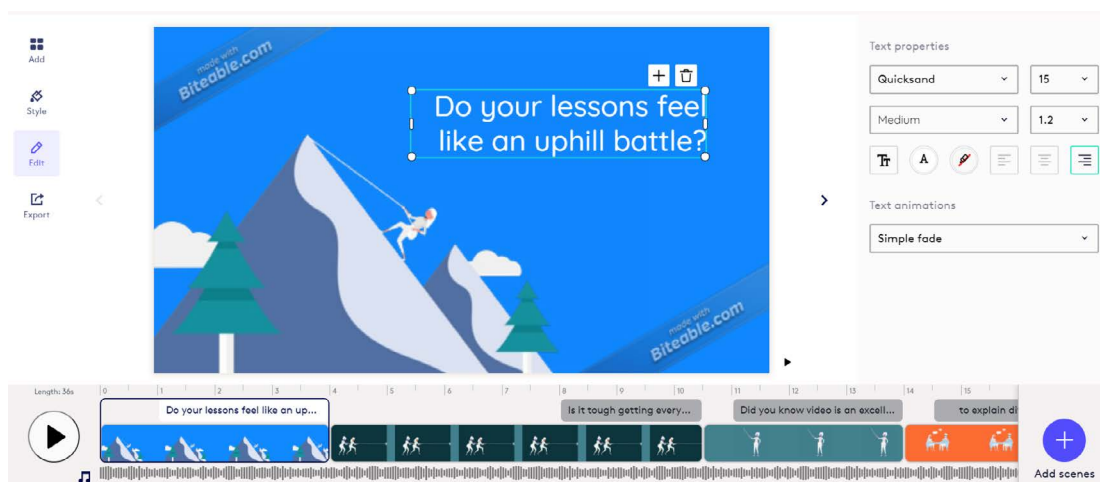 Add
Style
Edit
Export
made with
Biteable.com
Do your lessons feel
like an uphill battle?
made with
Biteable.com
Text properties
Quicksand
15
Medium
1.2
Tт
A
Text animations
Simple fade
Length: 36s
0 1 2 3 4 5 6 7 8 9 10 11 12 13 14 15
Do your lessons feel like an up...
Is it tough getting every...
Did you know video is an excell...
to explain di
Add scenes